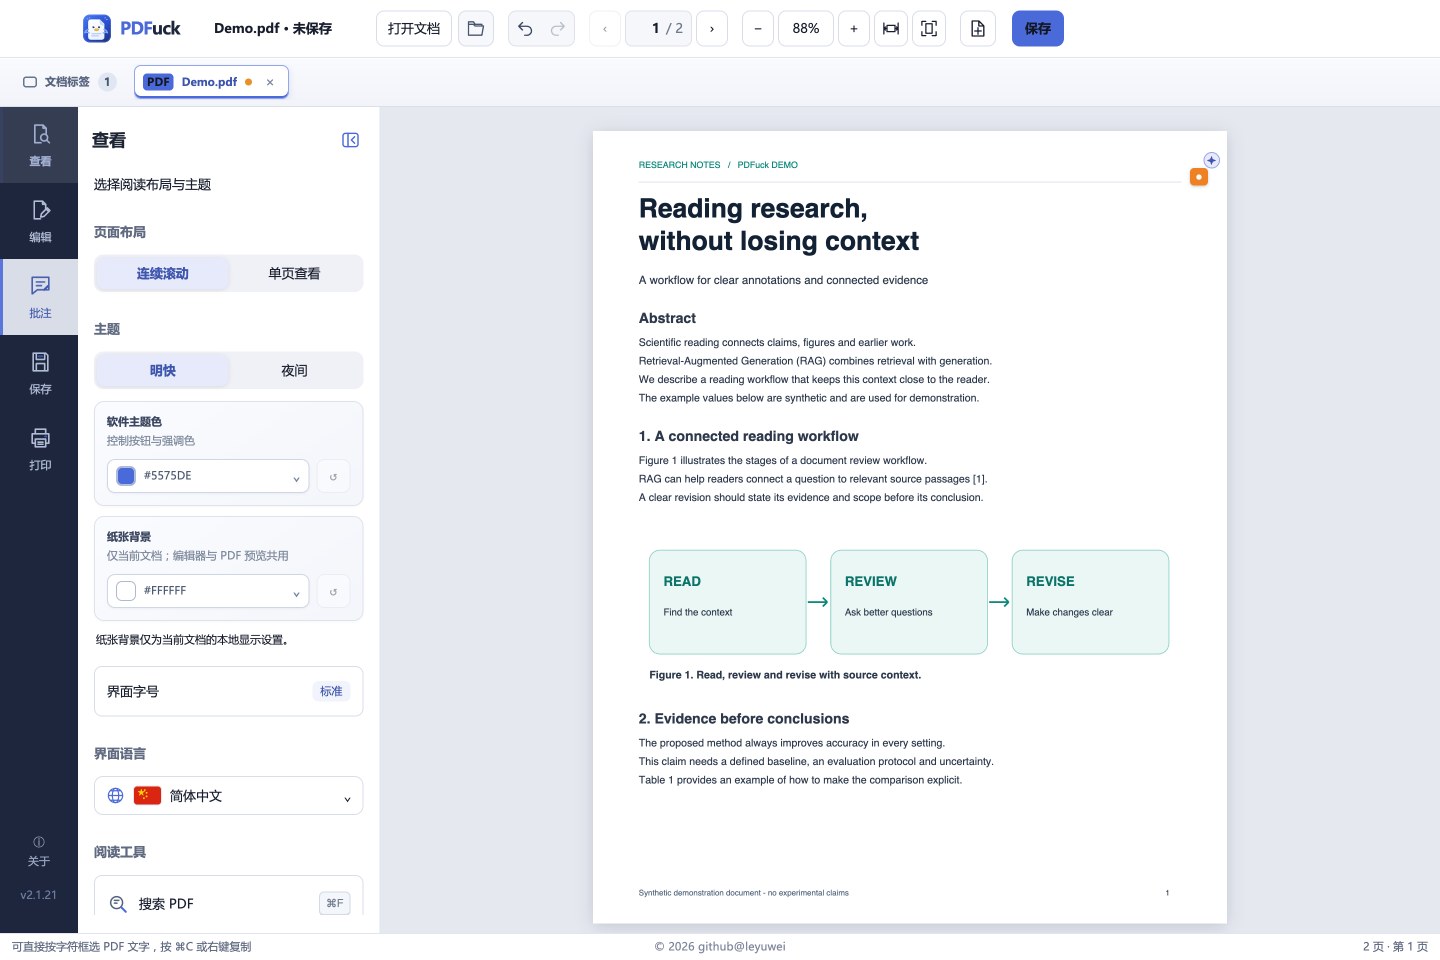 PDFuck
Demo.pdf • 未保存
打开文档
1 / 2
88%
保存
文档标签 1
PDF Demo.pdf
查看
编辑
批注
保存
打印
关于
v2.1.21
查看
选择阅读布局与主题
页面布局
连续滚动
单页查看
主题
明快
夜间
软件主题色
控制按钮与强调色
#5575DE
纸张背景
仅当前文档；编辑器与 PDF 预览共用
#FFFFFF
纸张背景仅为当前文档的本地显示设置。
界面字号
标准
界面语言
简体中文
阅读工具
搜索 PDF
⌘F
RESEARCH NOTES / PDFuck DEMO
Reading research,
without losing context
A workflow for clear annotations and connected evidence
Abstract
Scientific reading connects claims, figures and earlier work.
Retrieval-Augmented Generation (RAG) combines retrieval with generation.
We describe a reading workflow that keeps this context close to the reader.
The example values below are synthetic and are used for demonstration.
1. A connected reading workflow
Figure 1 illustrates the stages of a document review workflow.
RAG can help readers connect a question to relevant source passages [1].
A clear revision should state its evidence and scope before its conclusion.
READ
Find the context
REVIEW
Ask better questions
REVISE
Make changes clear
Figure 1. Read, review and revise with source context.
2. Evidence before conclusions
The proposed method always improves accuracy in every setting.
This claim needs a defined baseline, an evaluation protocol and uncertainty.
Table 1 provides an example of how to make the comparison explicit.
Synthetic demonstration document - no experimental claims
1
可直接按字符框选 PDF 文字，按 ⌘C 或右键复制
© 2026 github@leyuwei
2 页 · 第 1 页